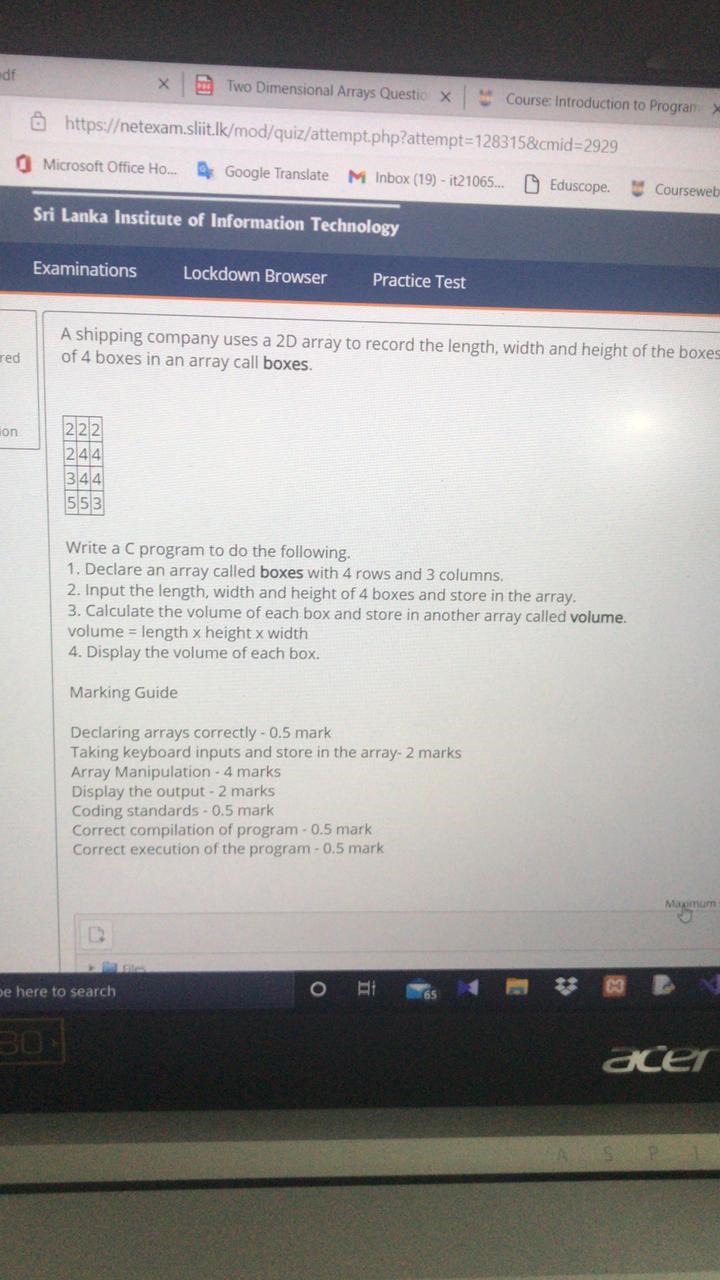 Two Dimensional Arrays Questio
Course: Introduction to Program
https://netexam.sliit.lk/mod/quiz/attempt.php?attempt=128315&cmid=2929
Microsoft Office Ho... Google Translate Inbox (19) - it21065... Eduscope. Courseweb
Sri Lanka Institute of Information Technology
Examinations Lockdown Browser Practice Test
A shipping company uses a 2D array to record the length, width and height of the boxes
of 4 boxes in an array call boxes.
2 2 2
2 4 4
3 4 4
5 5 3
Write a C program to do the following.
1. Declare an array called boxes with 4 rows and 3 columns.
2. Input the length, width and height of 4 boxes and store in the array.
3. Calculate the volume of each box and store in another array called volume.
volume = length x height x width
4. Display the volume of each box.
Marking Guide
Declaring arrays correctly - 0.5 mark
Taking keyboard inputs and store in the array- 2 marks
Array Manipulation - 4 marks
Display the output - 2 marks
Coding standards - 0.5 mark
Correct compilation of program - 0.5 mark
Correct execution of the program - 0.5 mark
Maximum
Files
pe here to search
65
acer
A S P I